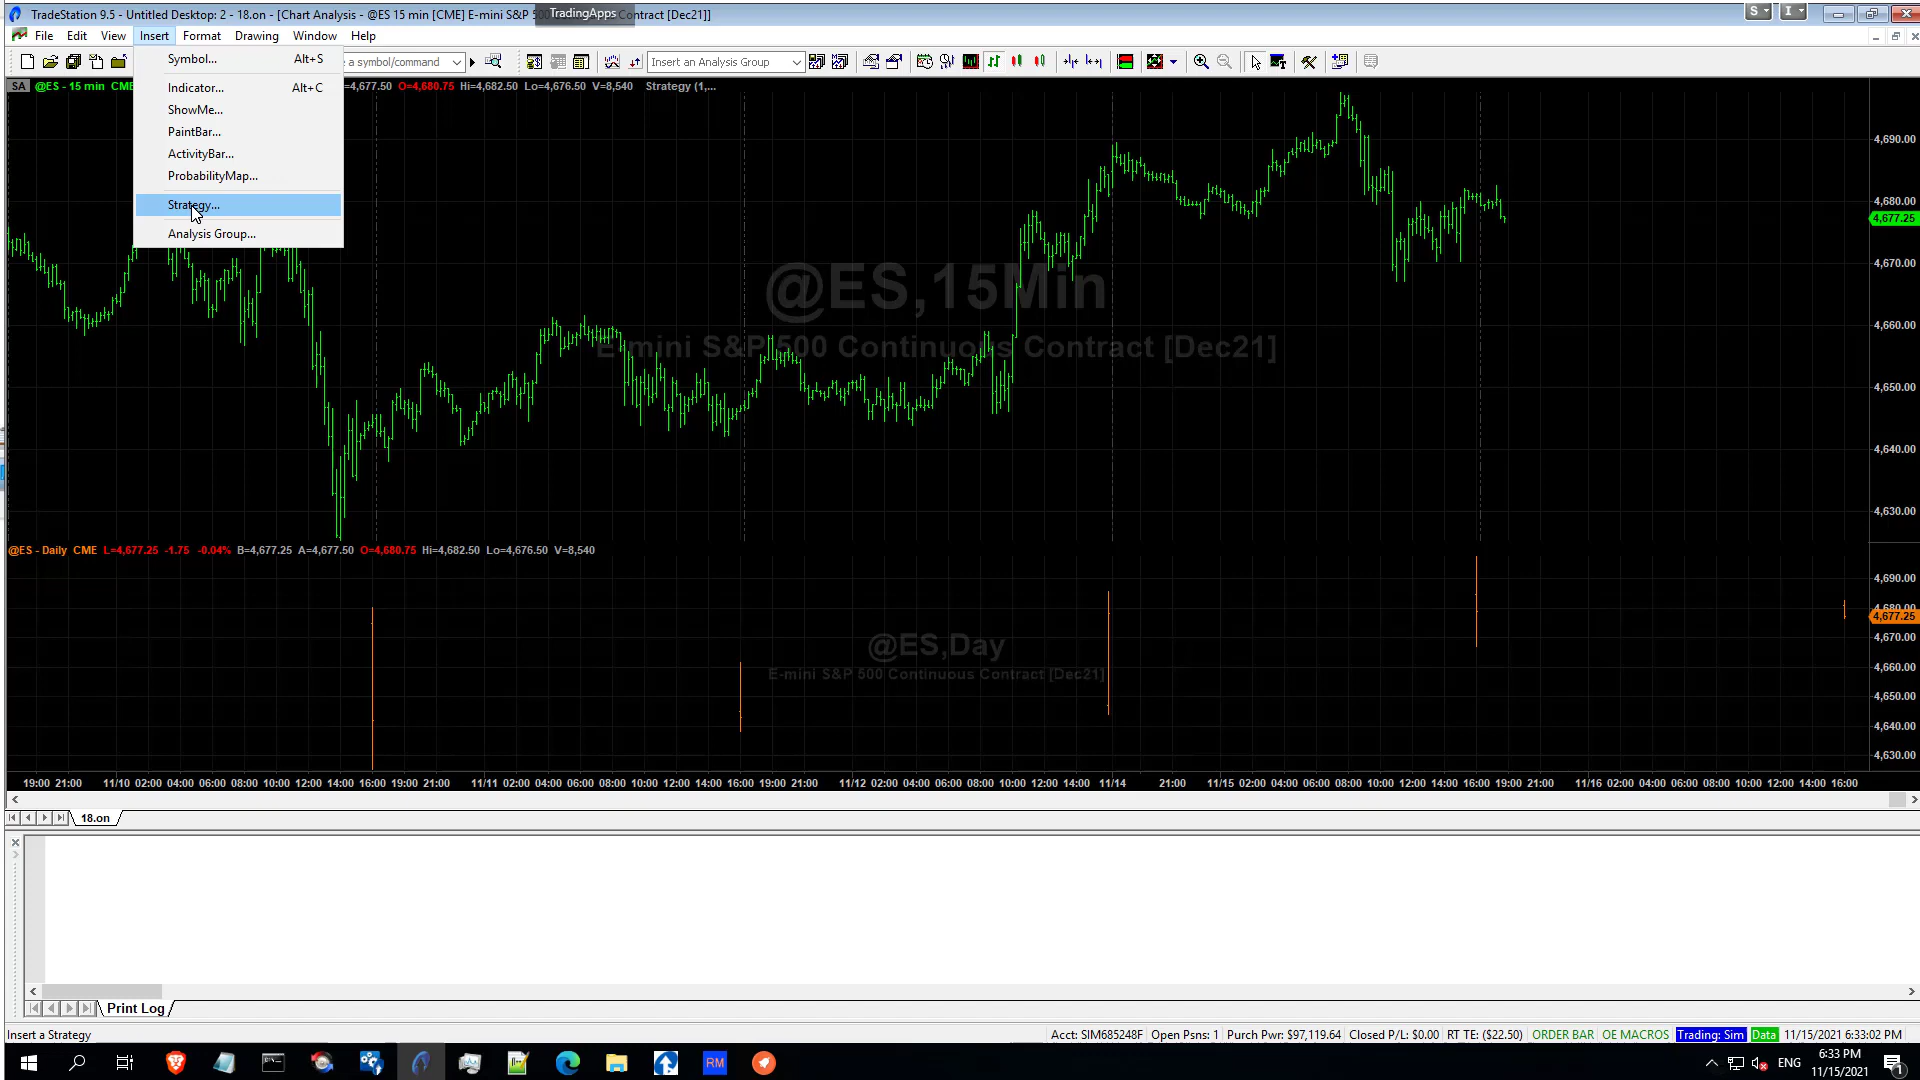 TradeStation 9.5 - Untitled Desktop: 2 - 18.on - [Chart Analysis - @ES 15 min [CME] E-mini S&P 500 Continuous Contract [Dec21]]
TradingApps
S I
File Edit View Insert Format Drawing Window Help
Symbol... Alt+S
Indicator... Alt+C
ShowMe...
PaintBar...
ActivityBar...
ProbabilityMap...
Strategy...
Analysis Group...
a symbol/command
Insert an Analysis Group
SA @ES - 15 min CME =4,677.50 O=4,680.75 Hi=4,682.50 Lo=4,676.50 V=8,540 Strategy (1,...
4,690.00
4,680.00
4,677.25
4,670.00
4,660.00
4,650.00
4,640.00
4,630.00
@ES,15Min
E-mini S&P 500 Continuous Contract [Dec21]
@ES - Daily CME L=4,677.25 -1.75 -0.04% B=4,677.25 A=4,677.50 O=4,680.75 Hi=4,682.50 Lo=4,676.50 V=8,540
4,690.00
4,680.00
4,677.25
4,670.00
4,660.00
4,650.00
4,640.00
4,630.00
@ES,Day
E-mini S&P 500 Continuous Contract [Dec21]
19:00 21:00 11/10 02:00 04:00 06:00 08:00 10:00 12:00 14:00 16:00 19:00 21:00 11/11 02:00 04:00 06:00 08:00 10:00 12:00 14:00 16:00 19:00 21:00 11/12 02:00 04:00 06:00 08:00 10:00 12:00 14:00 11/14 21:00 11/15 02:00 04:00 06:00 08:00 10:00 12:00 14:00 16:00 19:00 21:00 11/16 02:00 04:00 06:00 08:00 10:00 12:00 14:00 16:00
18.on
Print Log
Insert a Strategy
Acct: SIM685248F Open Psns: 1 Purch Pwr: $97,119.64 Closed P/L: $0.00 RT TE: ($22.50) ORDER BAR OE MACROS Trading: Sim Data 11/15/2021 6:33:02 PM
RM
ENG
6:33 PM
11/15/2021
1